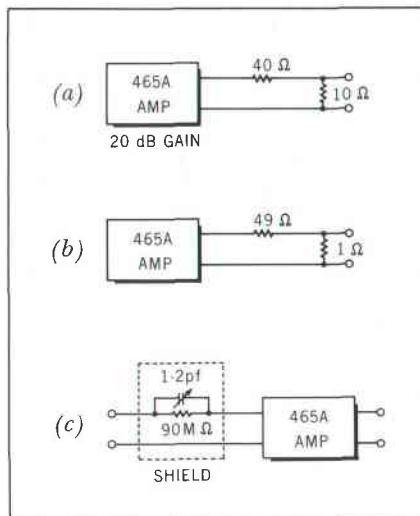 (a)
465A
AMP
20 dB GAIN
40 Ω
10 Ω
(b)
465A
AMP
49 Ω
1 Ω
(c)
1-2pf
90M Ω
SHIELD
465A
AMP